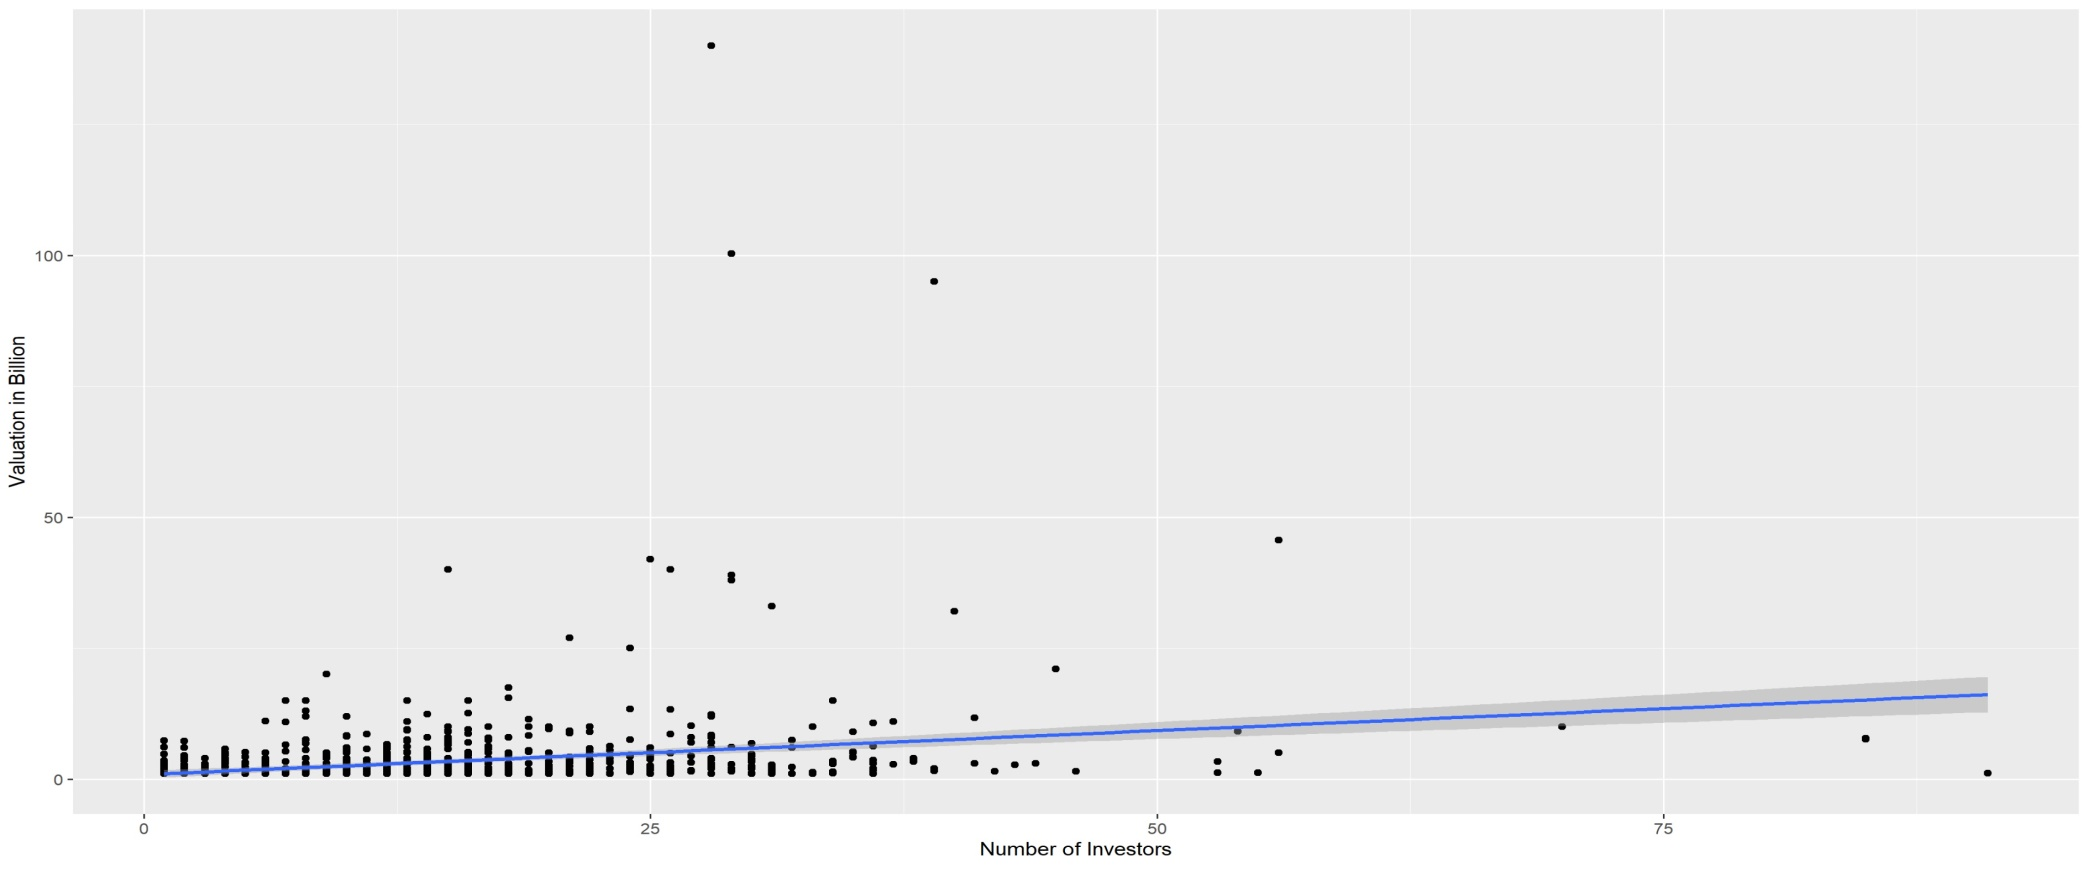 100
50
0
Valuation in Billion
0 25 50 75
Number of Investors